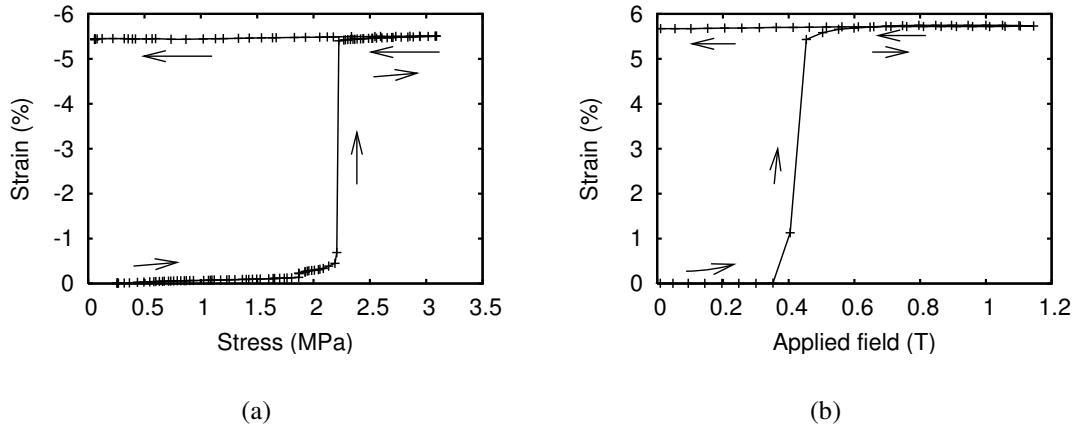 -6
-5
-4
-3
-2
-1
0
Strain (%)
0 0.5 1 1.5 2 2.5 3 3.5
Stress (MPa)
(a)
6
5
4
3
2
1
0
Strain (%)
0 0.2 0.4 0.6 0.8 1 1.2
Applied field (T)
(b)